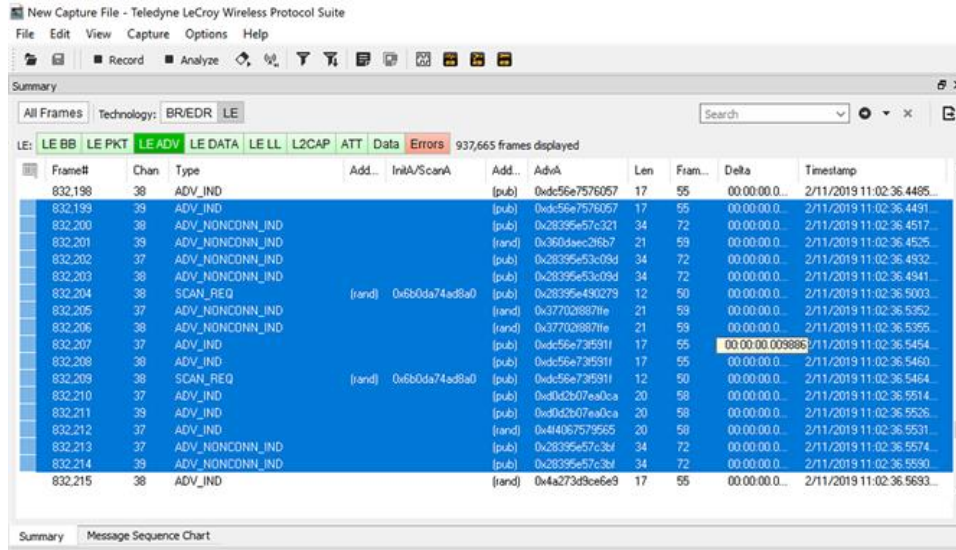 New Capture File - Teledyne LeCroy Wireless Protocol Suite
File Edit View Capture Options Help
Record Analyze
Summary
All Frames Technology: BR/EDR LE Search
LE: LE BB LE PKT LE ADV LE DATA LE LL L2CAP ATT Data Errors 937,665 frames displayed
Frame# Chan Type Add... InitA/ScanA Add... AdvA Len Fram... Delta Timestamp
832,198 38 ADV_IND (pub) 0xdc56e7576057 17 55 00:00:00.0... 2/11/2019 11:02:36.4485...
832,199 39 ADV_IND (pub) 0xdc56e7576057 17 55 00:00:00.0... 2/11/2019 11:02:36.4491...
832,200 38 ADV_NONCONN_IND (pub) 0x28395e57c321 34 72 00:00:00.0... 2/11/2019 11:02:36.4517...
832,201 39 ADV_NONCONN_IND (rand) 0x360daec2f6b7 21 59 00:00:00.0... 2/11/2019 11:02:36.4525...
832,202 37 ADV_NONCONN_IND (pub) 0x28395e53c09d 34 72 00:00:00.0... 2/11/2019 11:02:36.4932...
832,203 38 ADV_NONCONN_IND (pub) 0x28395e53c09d 34 72 00:00:00.0... 2/11/2019 11:02:36.4941...
832,204 38 SCAN_REQ (rand) 0x6b0da74ad8a0 (pub) 0x28395e490279 12 50 00:00:00.0... 2/11/2019 11:02:36.5003...
832,205 37 ADV_NONCONN_IND (rand) 0x37702f887ffe 21 59 00:00:00.0... 2/11/2019 11:02:36.5352...
832,206 38 ADV_NONCONN_IND (rand) 0x37702f887ffe 21 59 00:00:00.0... 2/11/2019 11:02:36.5355...
832,207 37 ADV_IND (pub) 0xdc56e73f591f 17 55 00:00:00.009886 2/11/2019 11:02:36.5454...
832,208 38 ADV_IND (pub) 0xdc56e73f591f 17 55 00:00:00.0... 2/11/2019 11:02:36.5460...
832,209 38 SCAN_REQ (rand) 0x6b0da74ad8a0 (pub) 0xdc56e73f591f 12 50 00:00:00.0... 2/11/2019 11:02:36.5464...
832,210 37 ADV_IND (pub) 0xd0d2b07ea0ca 20 58 00:00:00.0... 2/11/2019 11:02:36.5514...
832,211 39 ADV_IND (pub) 0xd0d2b07ea0ca 20 58 00:00:00.0... 2/11/2019 11:02:36.5526...
832,212 37 ADV_IND (rand) 0x4f4067579565 20 58 00:00:00.0... 2/11/2019 11:02:36.5531...
832,213 37 ADV_NONCONN_IND (pub) 0x28395e57c3bf 34 72 00:00:00.0... 2/11/2019 11:02:36.5574...
832,214 39 ADV_NONCONN_IND (pub) 0x28395e57c3bf 34 72 00:00:00.0... 2/11/2019 11:02:36.5590...
832,215 38 ADV_IND (rand) 0x4a273d9ce6e9 17 55 00:00:00.0... 2/11/2019 11:02:36.5693...
Summary Message Sequence Chart